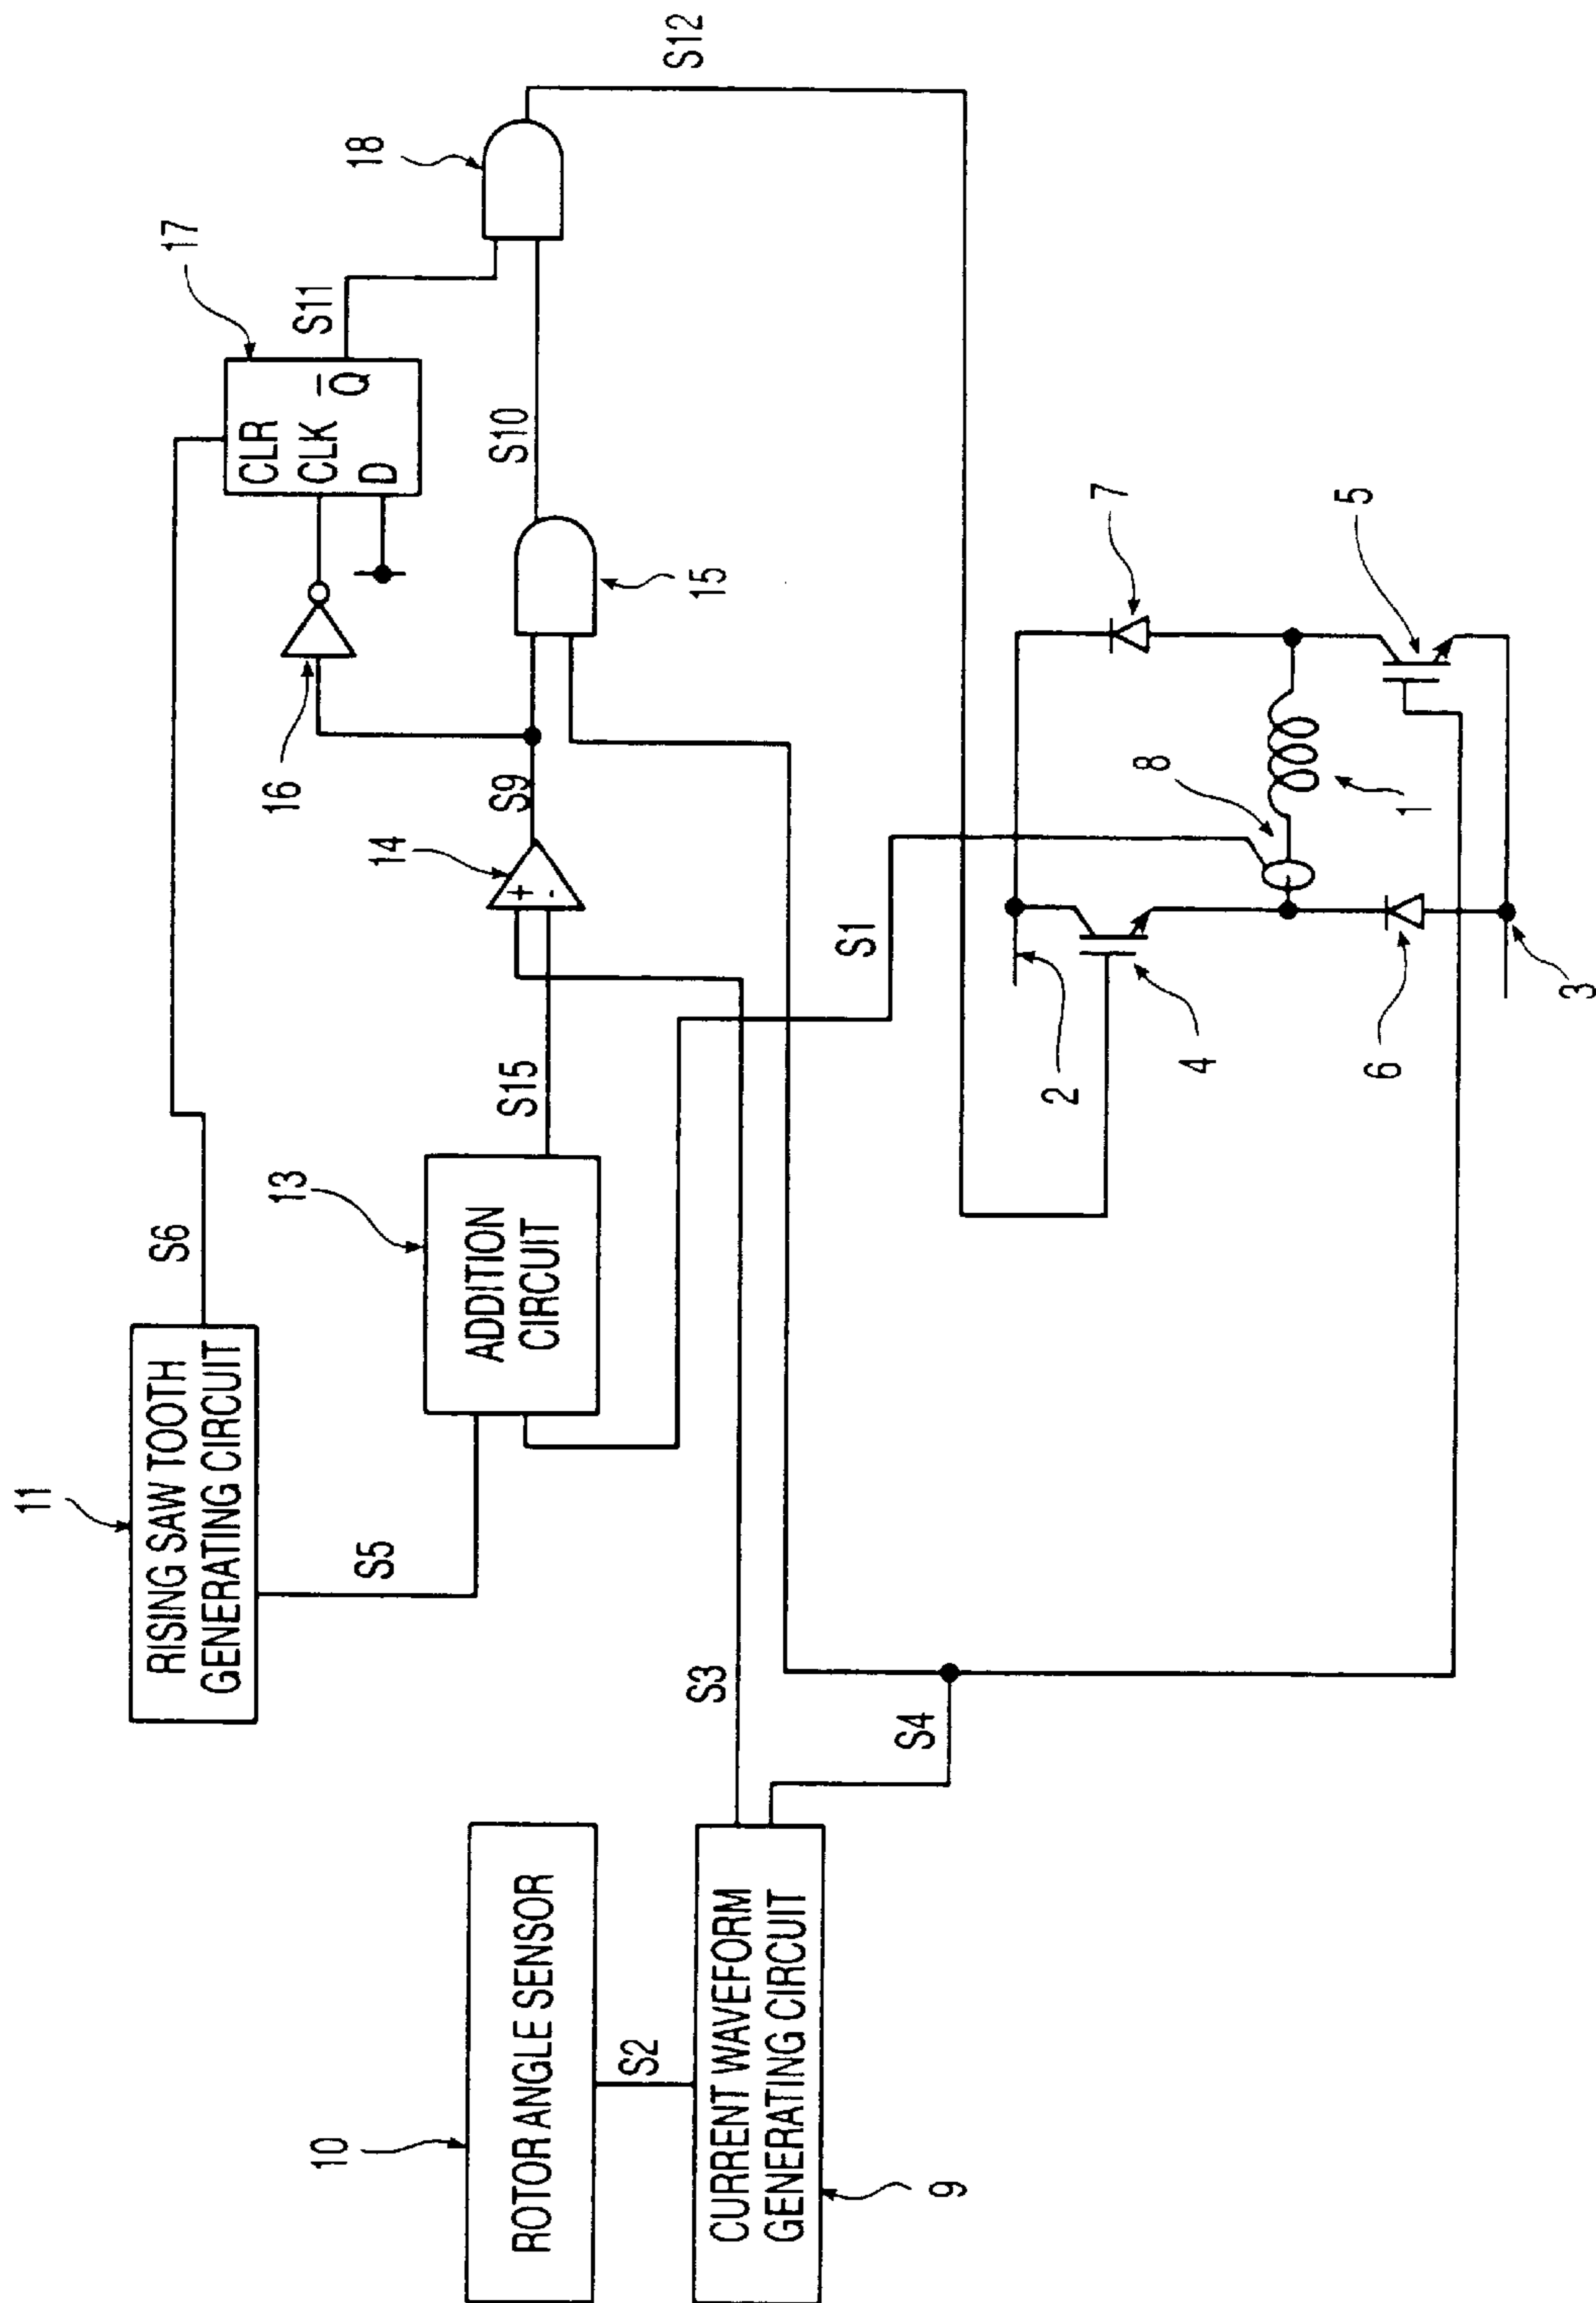 11
RISING SAW TOOTH
GENERATING CIRCUIT
S6
S5
17
CLR
CLK
Q̅
D
S11
18
S12
16
13
ADDITION
CIRCUIT
S15
14
+
-
S9
15
S10
10
ROTOR ANGLE SENSOR
S2
S3
CURRENT WAVEFORM
GENERATING CIRCUIT
9
S4
S1
2
4
8
7
1
5
6
3